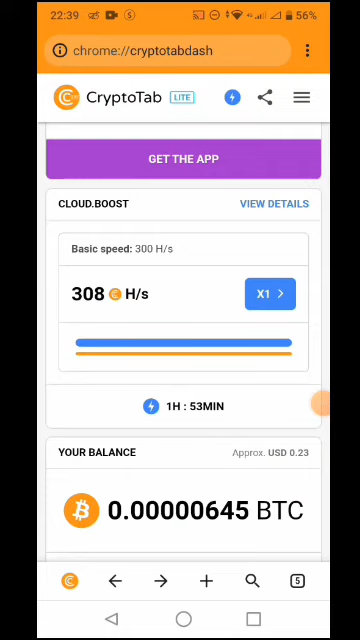 22:39 56%
chrome://cryptotabdash
CryptoTab LITE
GET THE APP
CLOUD.BOOST VIEW DETAILS
Basic speed: 300 H/s
308 H/s X1
1H : 53MIN
YOUR BALANCE Approx. USD 0.23
0.00000645 BTC
5